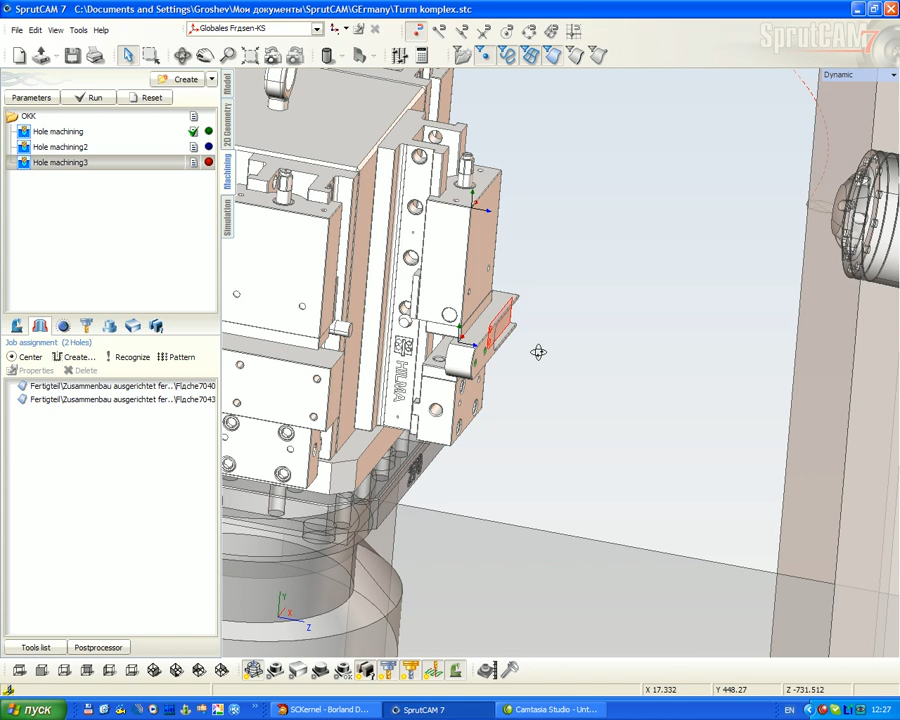 SprutCAM 7 C:\Documents and Settings\Groshev\Мои документы\SprutCAM\GErmany\Turm komplex.stc
File Edit View Tools Help
Globales Frдsen-KS
SprutCAM 7
Create
Parameters Run Reset
ОКК
Hole machining
Hole machining2
Hole machining3
Model
2D Geometry
Machining
Simulation
Dynamic
Job assignment (2 Holes)
Center Create... Recognize Pattern
Properties Delete
Fertigteil\Zusammenbau ausgerichtet fer..\Flдche7040
Fertigteil\Zusammenbau ausgerichtet fer..\Flдche7043
HILMA
Y
X
Z
Tools list Postprocessor
X 17.332 Y 448.27 Z -731.512
пуск
SCKernel - Borland D...
SprutCAM 7
Camtasia Studio - Unt...
EN
12:27